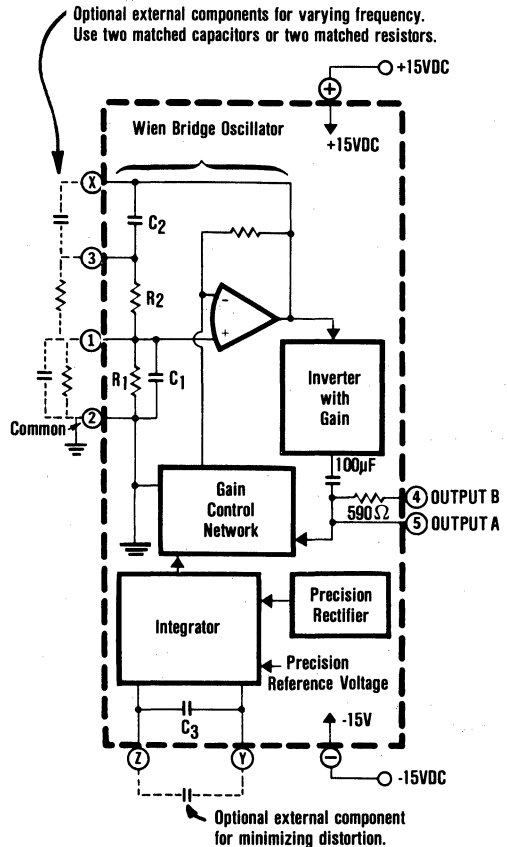 Optional external components for varying frequency.
Use two matched capacitors or two matched resistors.
+15VDC
+
+15VDC
Wien Bridge Oscillator
X
C2
3
R2
-
+
1
R1
C1
2
Common
Inverter
with
Gain
100µF
4 OUTPUT B
590Ω
5 OUTPUT A
Gain
Control
Network
Integrator
Precision
Rectifier
Precision
Reference Voltage
C3
-15V
Z
Y
−
-15VDC
Optional external component
for minimizing distortion.